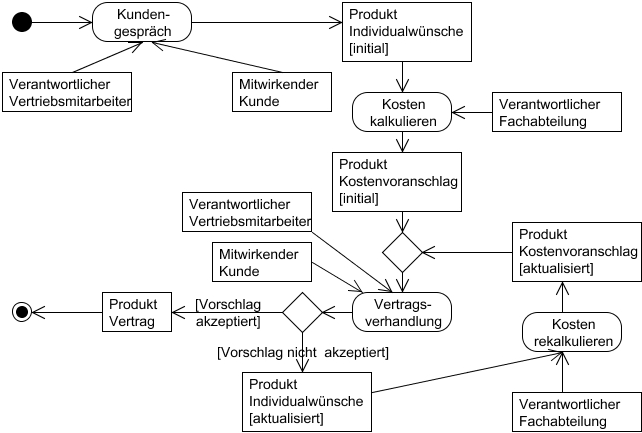 Kunden-
gespräch
Produkt
Individualwünsche
[initial]
Verantwortlicher
Vertriebsmitarbeiter
Mitwirkender
Kunde
Kosten
kalkulieren
Verantwortlicher
Fachabteilung
Produkt
Kostenvoranschlag
[initial]
Verantwortlicher
Vertriebsmitarbeiter
Mitwirkender
Kunde
Produkt
Kostenvoranschlag
[aktualisiert]
Produkt
Vertrag
[Vorschlag
akzeptiert]
Vertrags-
verhandlung
Kosten
rekalkulieren
[Vorschlag nicht akzeptiert]
Produkt
Individualwünsche
[aktualisiert]
Verantwortlicher
Fachabteilung